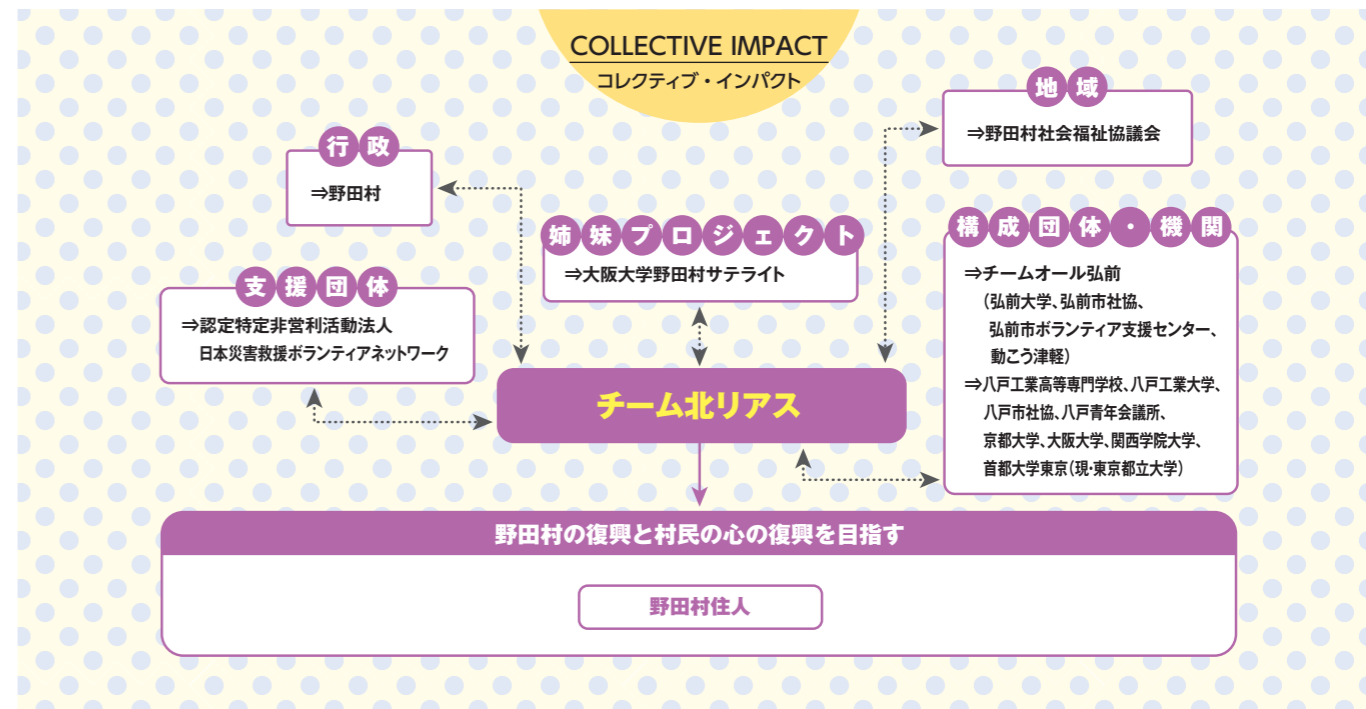 COLLECTIVE IMPACT
コレクティブ・インパクト
行政
⇒野田村
地域
⇒野田村社会福祉協議会
姉妹プロジェクト
⇒大阪大学野田村サテライト
支援団体
⇒認定特定非営利活動法人
日本災害救援ボランティアネットワーク
構成団体・機関
⇒チームオール弘前
（弘前大学、弘前市社協、
弘前市ボランティア支援センター、
動こう津軽）
⇒八戸工業高等専門学校、八戸工業大学、
八戸市社協、八戸青年会議所、
京都大学、大阪大学、関西学院大学、
首都大学東京（現・東京都立大学）
チーム北リアス
野田村の復興と村民の心の復興を目指す
野田村住人